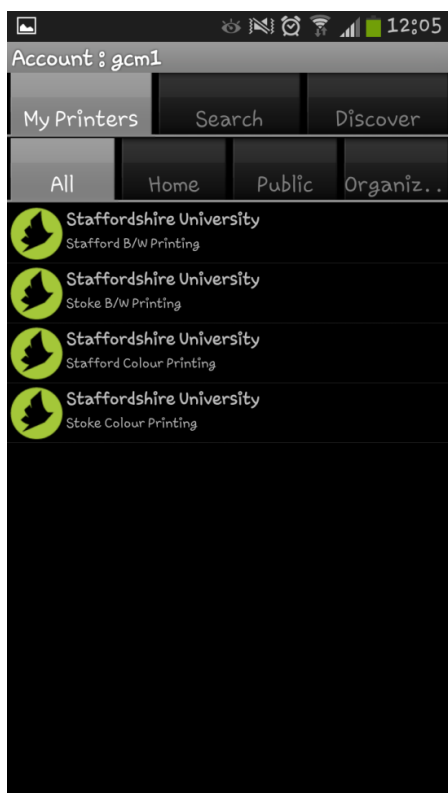 12:05
Account : gcm1
My Printers Search Discover
All Home Public Organiz..
Staffordshire University
Stafford B/W Printing
Staffordshire University
Stoke B/W Printing
Staffordshire University
Stafford Colour Printing
Staffordshire University
Stoke Colour Printing